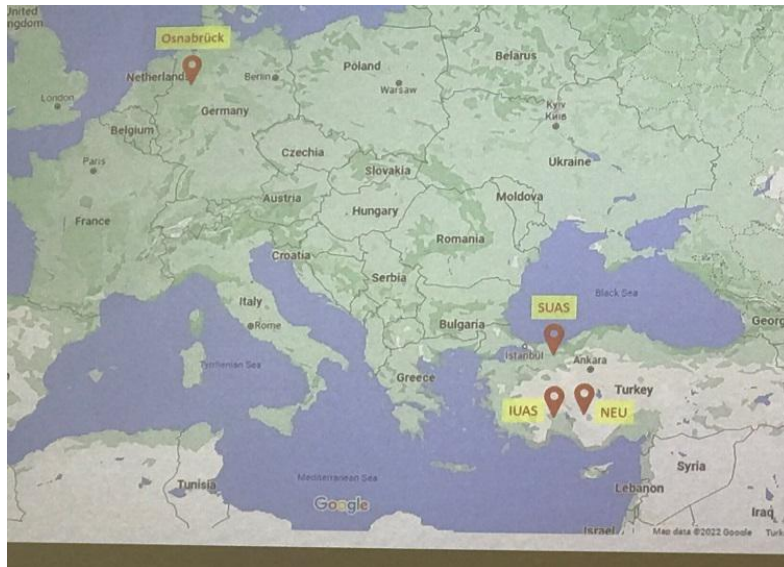 United
ngdom
Osnabrück
Netherlands
Berlin
London
Germany
Belgium
Poland
Warsaw
Belarus
Kyiv
Київ
Ukraine
Paris
Czechia
Slovakia
France
Austria
Hungary
Moldova
Romania
Croatia
Serbia
Italy
Rome
Black Sea
SUAS
Georg
Bulgaria
Istanbul
Ankara
Tyrrhenian Sea
Greece
Turkey
IUAS
NEU
Tunisia
Mediterranean Sea
Google
Syria
Lebanon
Iraq
Israel
Map data ©2022 Google